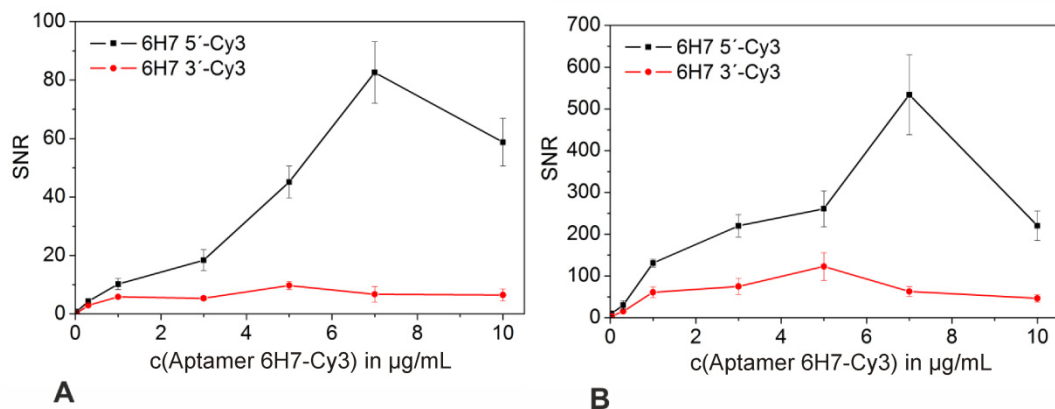 100
80
60
40
20
0
SNR
6H7 5´-Cy3
6H7 3´-Cy3
0 2 4 6 8 10
c(Aptamer 6H7-Cy3) in µg/mL
A
700
600
500
400
300
200
100
0
SNR
6H7 5´-Cy3
6H7 3´-Cy3
0 2 4 6 8 10
c(Aptamer 6H7-Cy3) in µg/mL
B